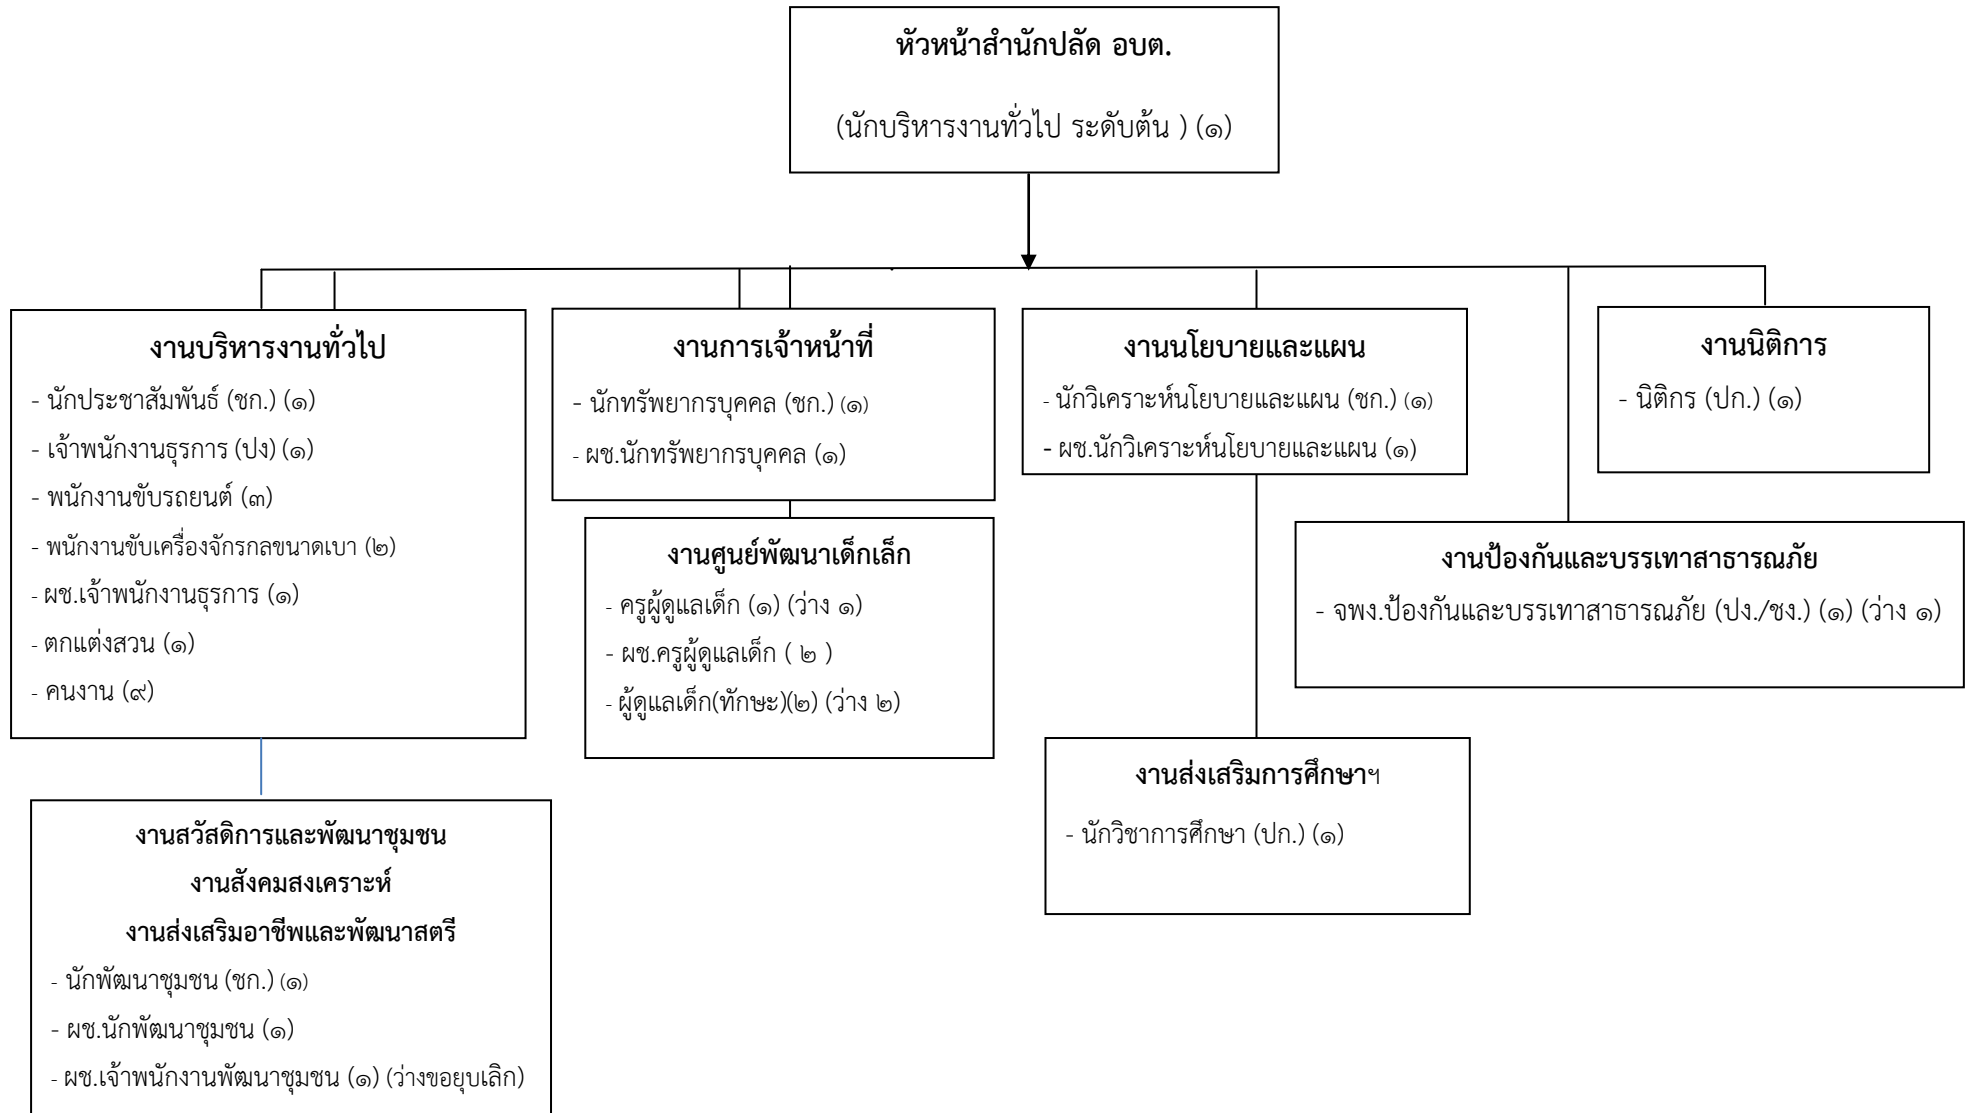 หัวหน้าสำนักปลัด อบต.
(นักบริหารงานทั่วไป ระดับต้น ) (๑)
งานบริหารงานทั่วไป
- นักประชาสัมพันธ์ (ชก.) (๑)
- เจ้าพนักงานธุรการ (ปง) (๑)
- พนักงานขับรถยนต์ (๓)
- พนักงานขับเครื่องจักรกลขนาดเบา (๒)
- ผช.เจ้าพนักงานธุรการ (๑)
- ตกแต่งสวน (๑)
- คนงาน (๙)
งานการเจ้าหน้าที่
- นักทรัพยากรบุคคล (ชก.) (๑)
- ผช.นักทรัพยากรบุคคล (๑)
งานนโยบายและแผน
- นักวิเคราะห์นโยบายและแผน (ชก.) (๑)
- ผช.นักวิเคราะห์นโยบายและแผน (๑)
งานนิติการ
- นิติกร (ปก.) (๑)
งานศูนย์พัฒนาเด็กเล็ก
- ครูผู้ดูแลเด็ก (๑) (ว่าง ๑)
- ผช.ครูผู้ดูแลเด็ก ( ๒ )
- ผู้ดูแลเด็ก(ทักษะ)(๒) (ว่าง ๒)
งานป้องกันและบรรเทาสาธารณภัย
- จพง.ป้องกันและบรรเทาสาธารณภัย (ปง./ชง.) (๑) (ว่าง ๑)
งานส่งเสริมการศึกษาฯ
- นักวิชาการศึกษา (ปก.) (๑)
งานสวัสดิการและพัฒนาชุมชน
งานสังคมสงเคราะห์
งานส่งเสริมอาชีพและพัฒนาสตรี
- นักพัฒนาชุมชน (ชก.) (๑)
- ผช.นักพัฒนาชุมชน (๑)
- ผช.เจ้าพนักงานพัฒนาชุมชน (๑) (ว่างขอยุบเลิก)